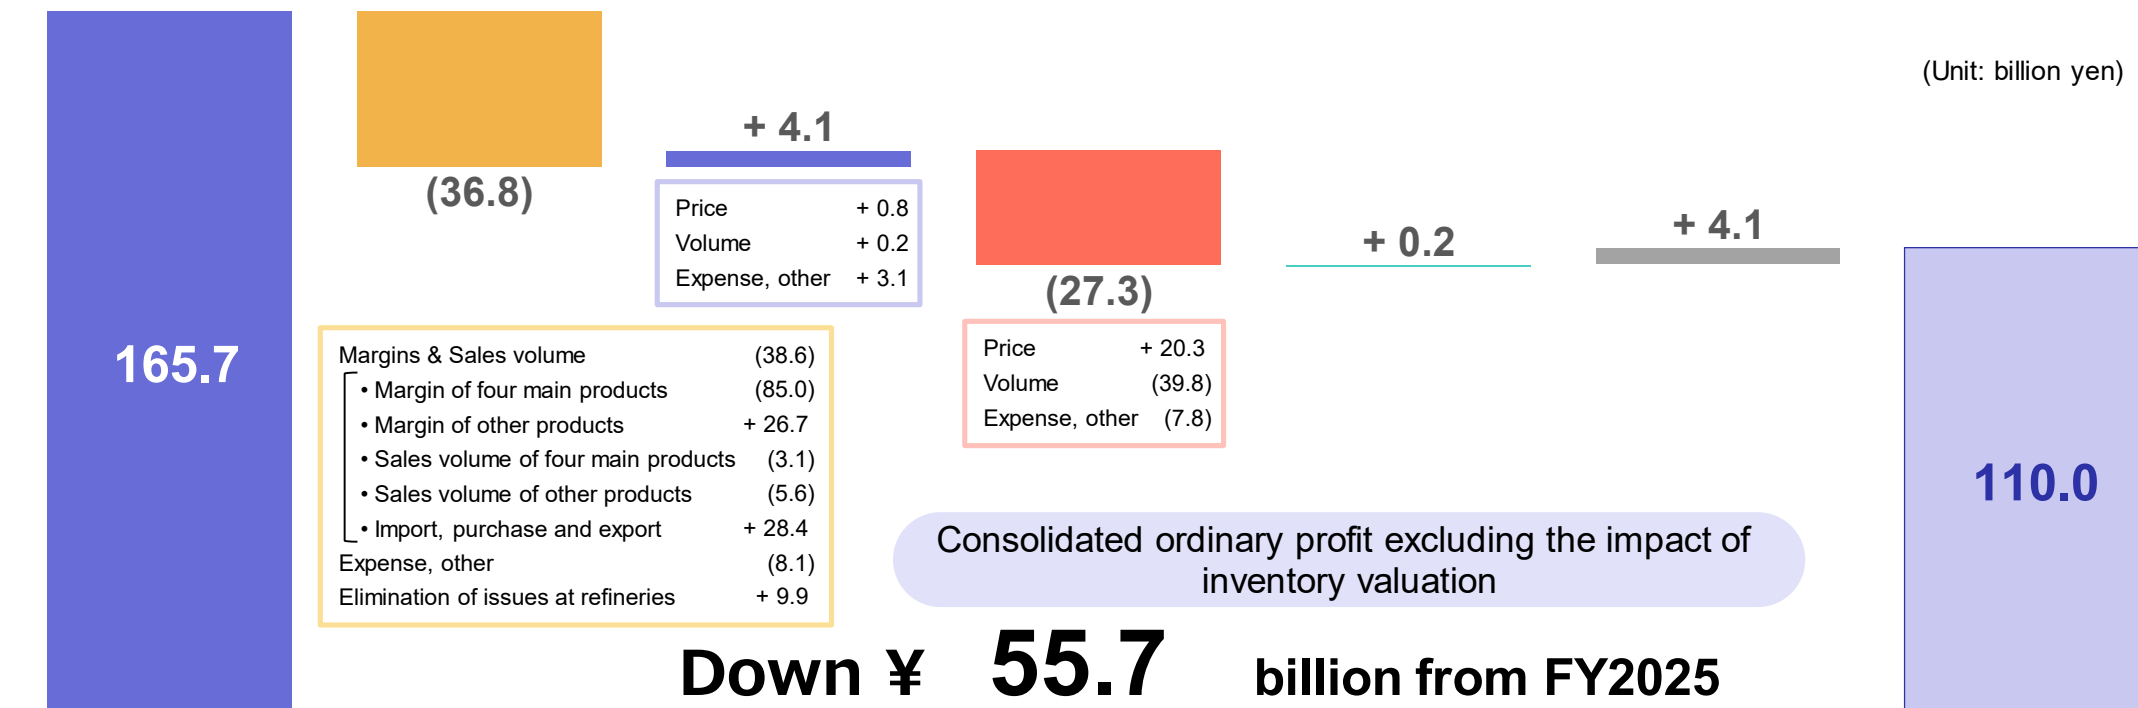 (Unit: billion yen)
165.7
(36.8)
Margins & Sales volume (38.6)
• Margin of four main products (85.0)
• Margin of other products + 26.7
• Sales volume of four main products (3.1)
• Sales volume of other products (5.6)
• Import, purchase and export + 28.4
Expense, other (8.1)
Elimination of issues at refineries + 9.9
+ 4.1
Price + 0.8
Volume + 0.2
Expense, other + 3.1
(27.3)
Price + 20.3
Volume (39.8)
Expense, other (7.8)
+ 0.2
+ 4.1
110.0
Consolidated ordinary profit excluding the impact of
inventory valuation
Down ¥ 55.7 billion from FY2025